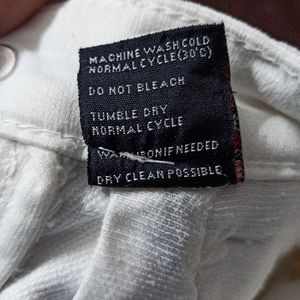 MACHINE WASH COLD
NORMAL CYCLE (30°C)
DO NOT BLEACH
TUMBLE DRY
NORMAL CYCLE
IF NEEDED
DRY CLEAN POSSIBLE